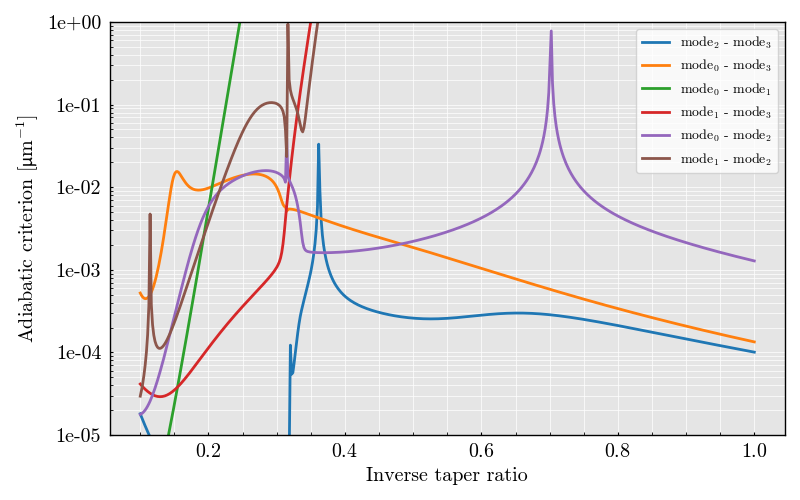 1e+00
1e-01
1e-02
1e-03
1e-04
1e-05
Adiabatic criterion [µm⁻¹]
mode₂ - mode₃
mode₀ - mode₃
mode₀ - mode₁
mode₁ - mode₃
mode₀ - mode₂
mode₁ - mode₂
0.2 0.4 0.6 0.8 1.0
Inverse taper ratio